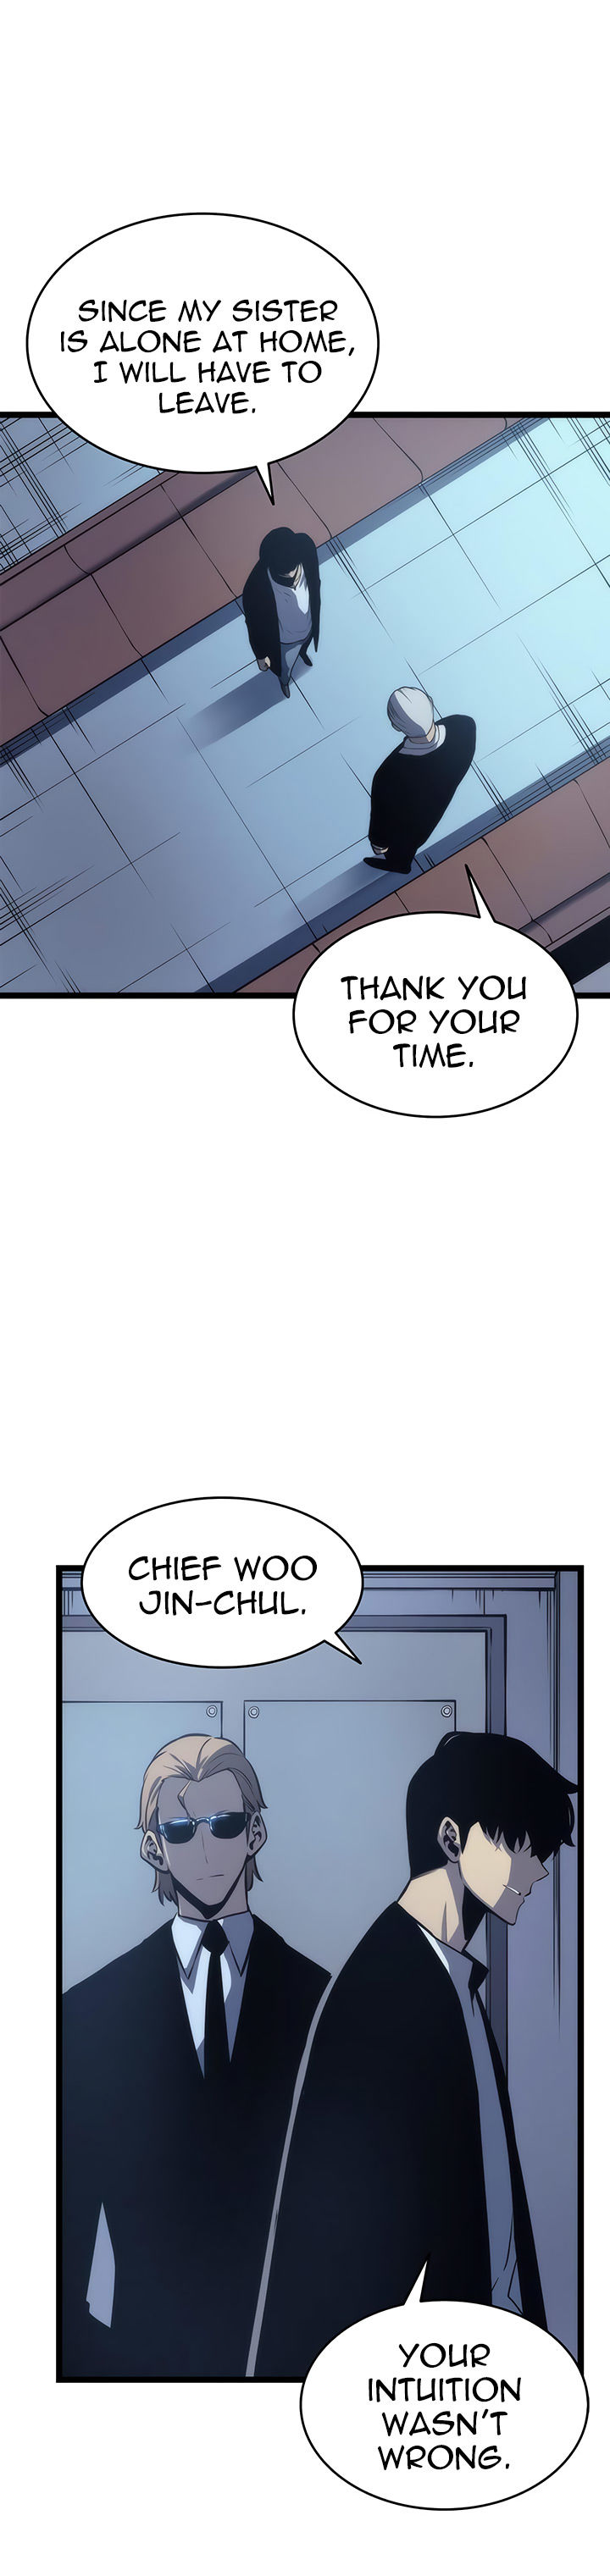 SINCE MY SISTER
IS ALONE AT HOME,
I WILL HAVE TO
LEAVE.
THANK YOU
FOR YOUR
TIME.
CHIEF WOO
JIN-CHUL.
YOUR
INTUITION
WASN'T
WRONG.